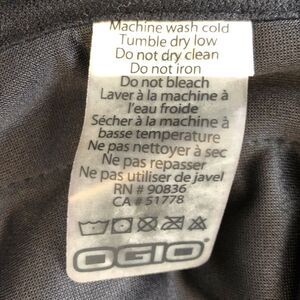 Machine wash cold
Tumble dry low
Do not dry clean
Do not iron
Do not bleach
Laver à la machine à
l'eau froide
Sécher à la machine à
basse temperature
Ne pas nettoyer à sec
Ne pas repasser
Ne pas utiliser de javel
RN # 90836
CA # 51778
OGIO